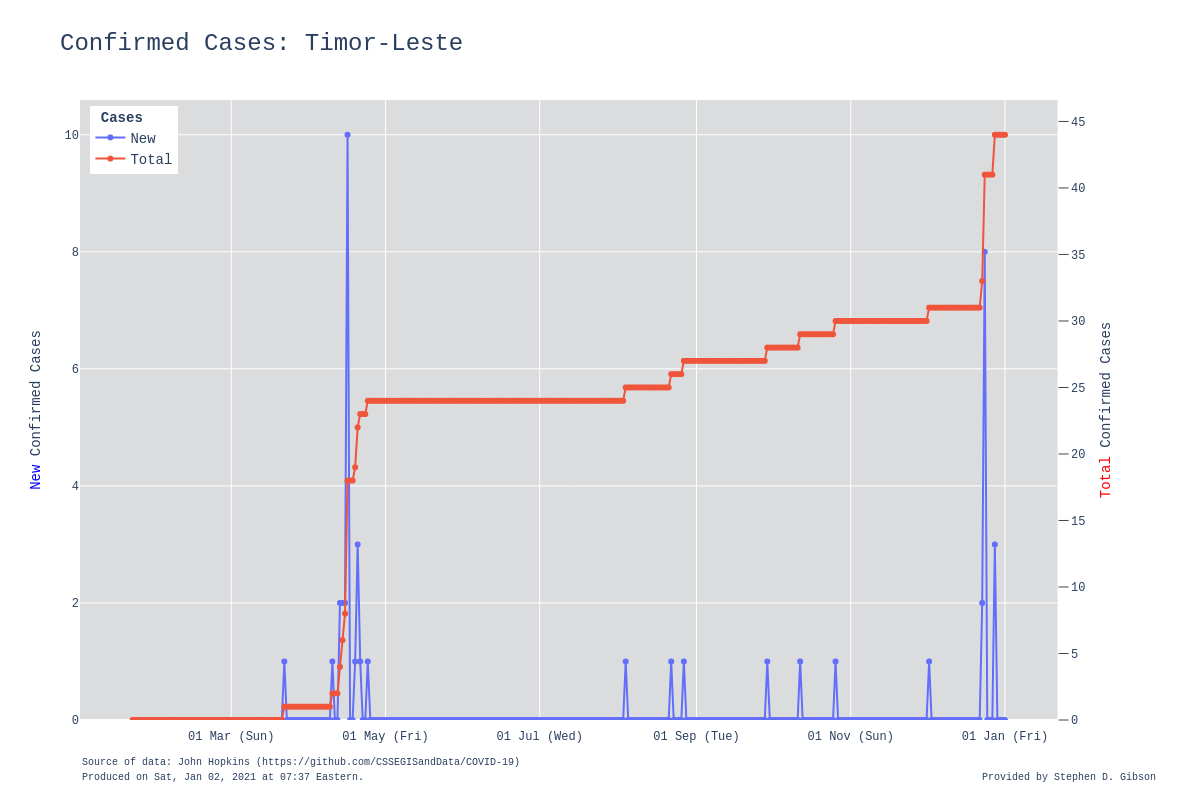 Confirmed Cases: Timor-Leste
Cases
New
Total
10
8
6
4
2
0
45
40
35
30
25
20
15
10
5
0
New Confirmed Cases
Total Confirmed Cases
01 Mar (Sun)
01 May (Fri)
01 Jul (Wed)
01 Sep (Tue)
01 Nov (Sun)
01 Jan (Fri)
Source of data: John Hopkins (https://github.com/CSSEGISandData/COVID-19)
Produced on Sat, Jan 02, 2021 at 07:37 Eastern.
Provided by Stephen D. Gibson